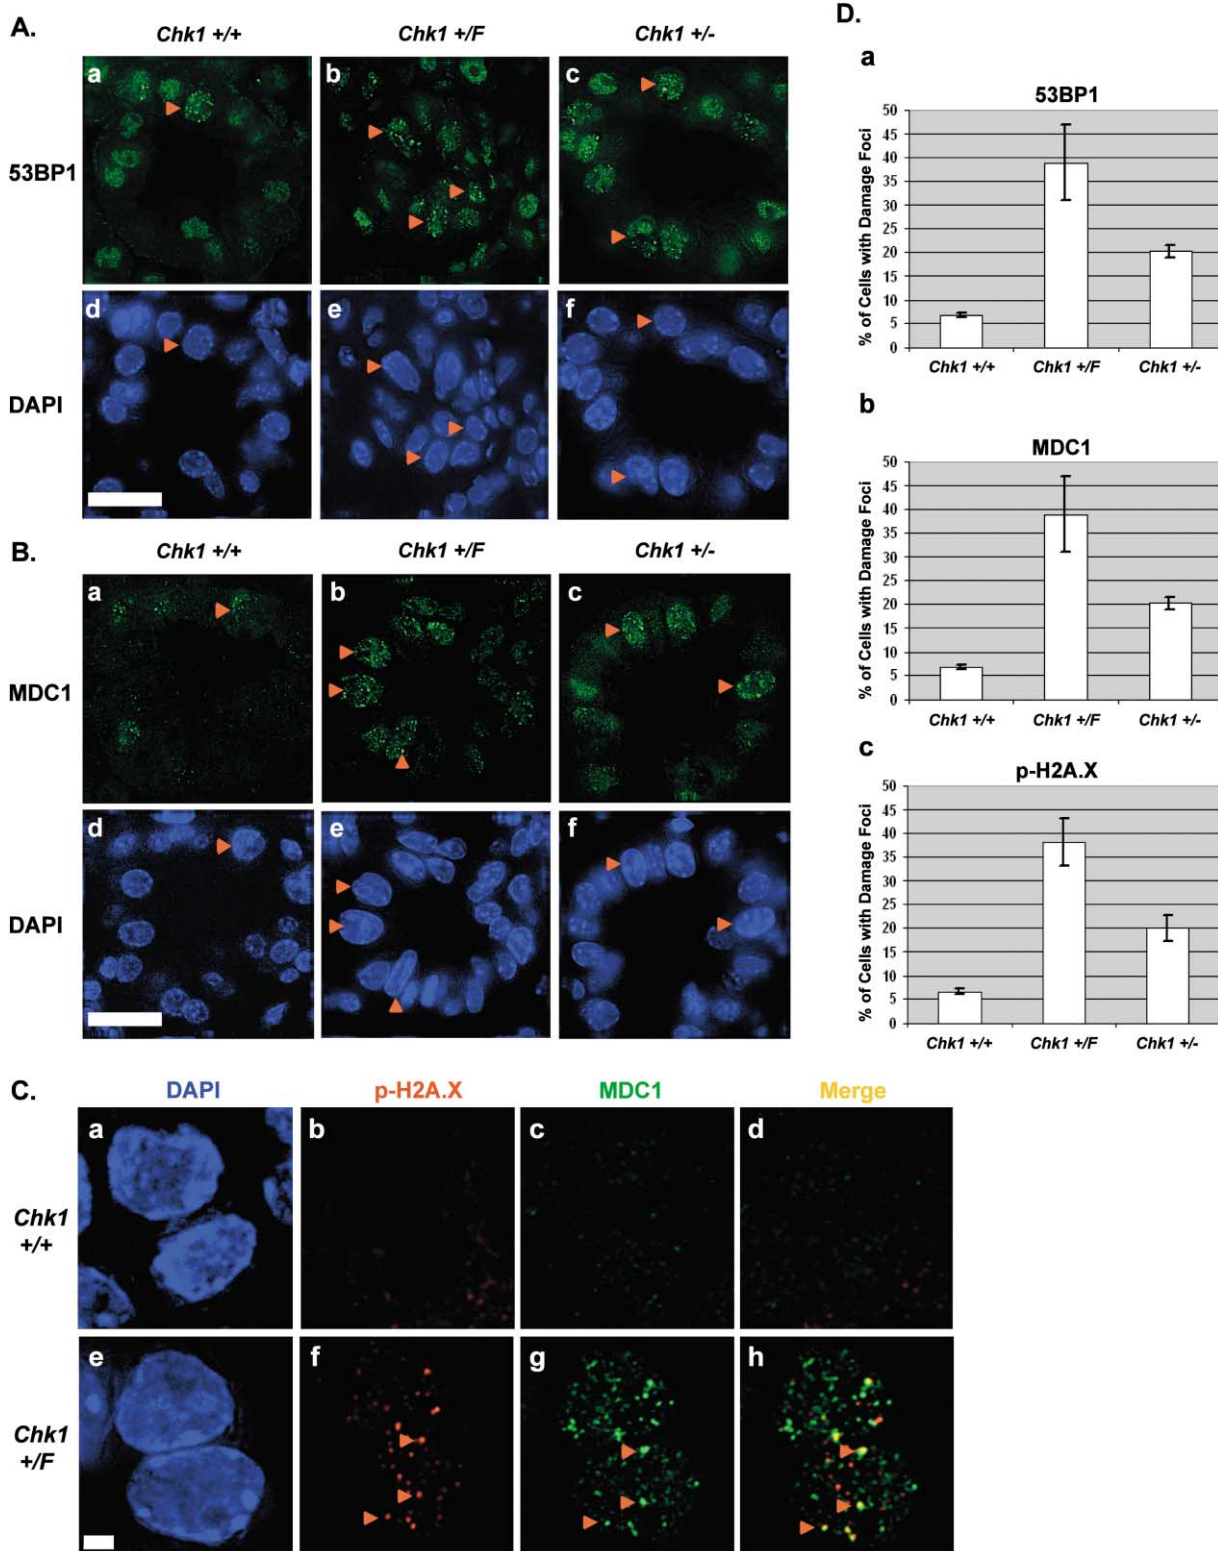 A.
Chk1 +/+ Chk1 +/F Chk1 +/-
a b c
53BP1
d e f
DAPI
B.
Chk1 +/+ Chk1 +/F Chk1 +/-
a b c
MDC1
d e f
DAPI
C.
DAPI p-H2A.X MDC1 Merge
a b c d
Chk1
+/+
e f g h
Chk1
+/F
D.
a
53BP1
% of Cells with Damage Foci
50
45
40
35
30
25
20
15
10
5
0
Chk1 +/+ Chk1 +/F Chk1 +/-
b
MDC1
% of Cells with Damage Foci
50
45
40
35
30
25
20
15
10
5
0
Chk1 +/+ Chk1 +/F Chk1 +/-
c
p-H2A.X
% of Cells with Damage Foci
50
45
40
35
30
25
20
15
10
5
0
Chk1 +/+ Chk1 +/F Chk1 +/-